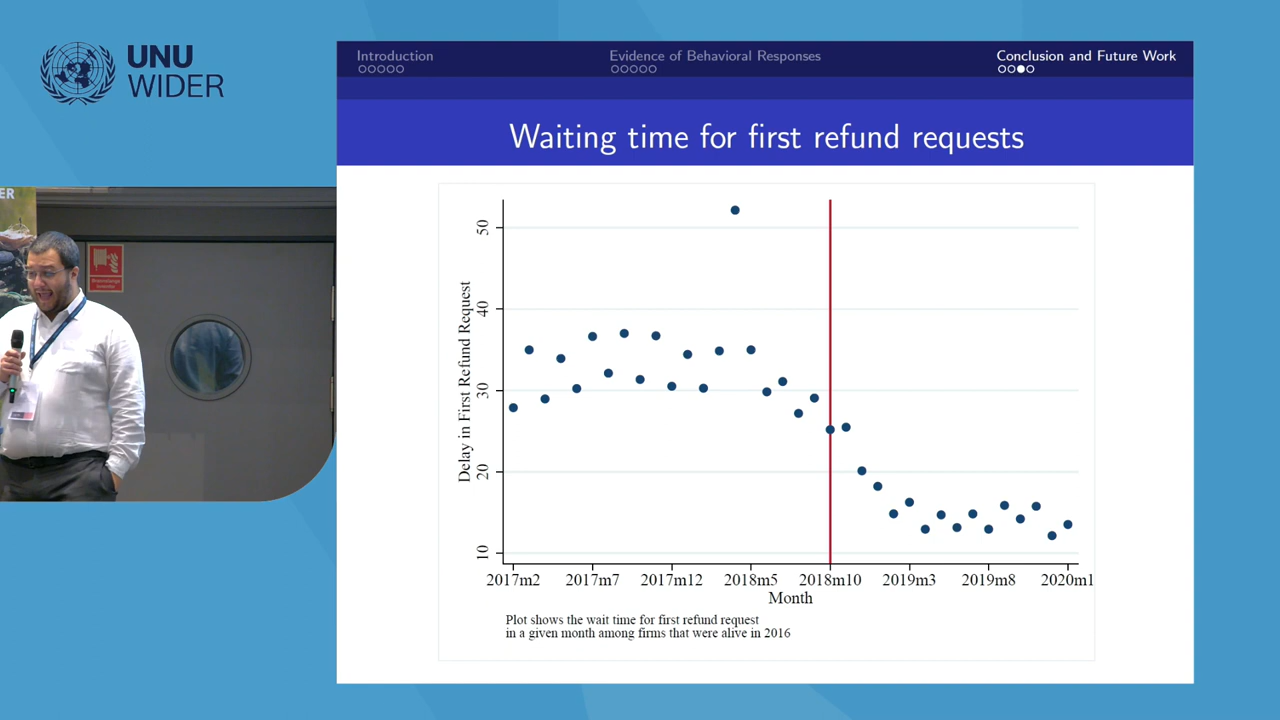 UNU
WIDER
Introduction
Evidence of Behavioral Responses
Conclusion and Future Work
Waiting time for first refund requests
ER
Delay in First Refund Request
50
40
30
20
10
2017m2
2017m7
2017m12
2018m5
2018m10
2019m3
2019m8
2020m1
Month
Plot shows the wait time for first refund request
in a given month among firms that were alive in 2016